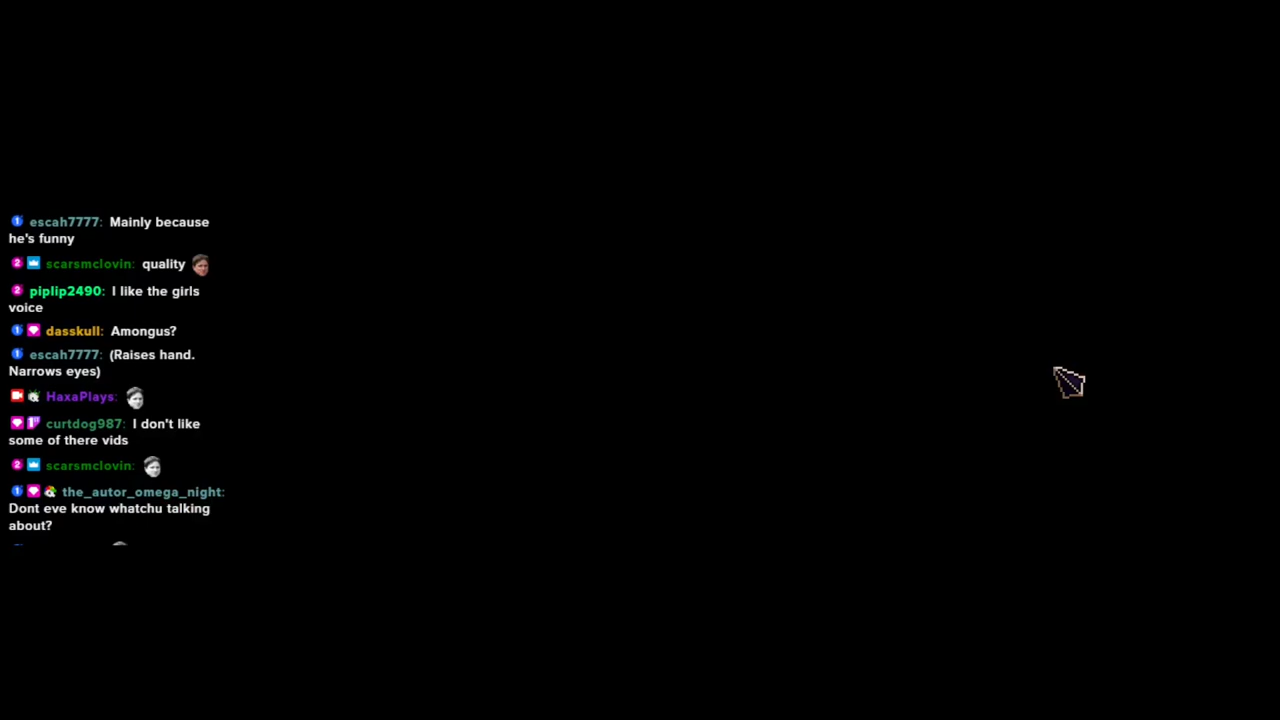 escah7777: Mainly because
he's funny
scarsmclovin: quality
piplip2490: I like the girls
voice
dasskull: Amongus?
escah7777: (Raises hand.
Narrows eyes)
HaxaPlays:
curtdog987: I don't like
some of there vids
scarsmclovin:
the_autor_omega_night:
Dont eve know whatchu talking
about?